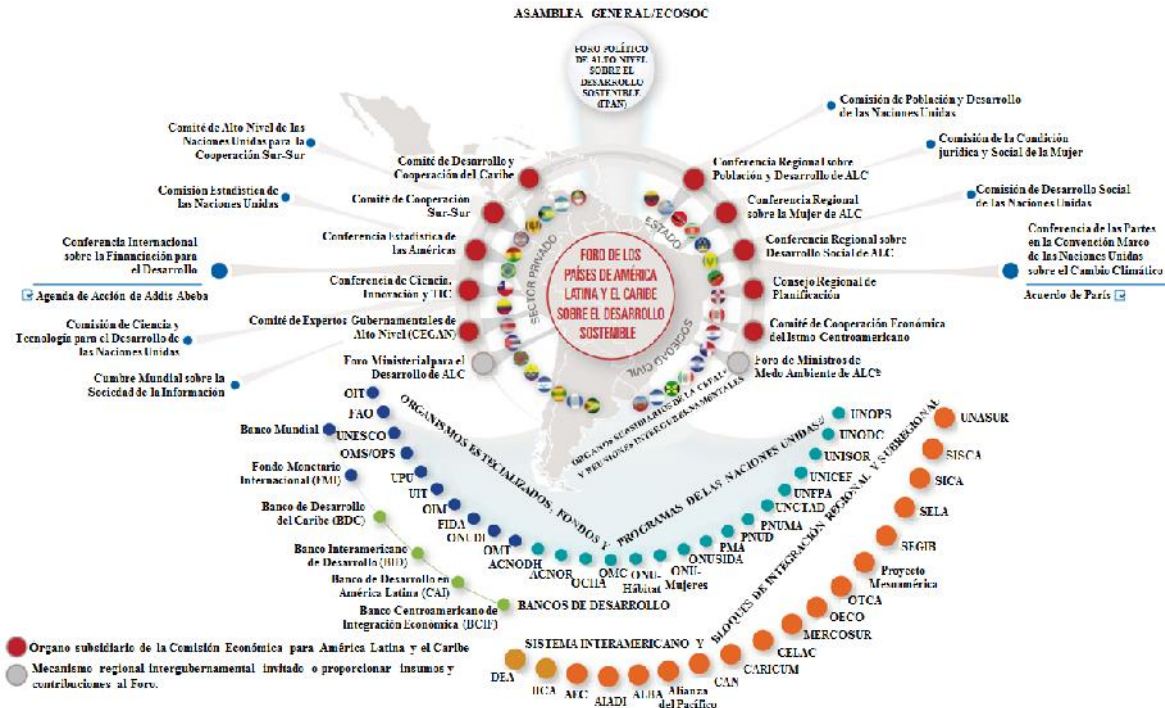 ASAMBLEA GENERAL/ECOSOC
FORO POLÍTICO
DE ALTO NIVEL
SOBRE EL
DESARROLLO
SOSTENIBLE
(FPAN)
Comité de Alto Nivel de las
Naciones Unidas para la
Cooperación Sur-Sur
Comisión Estadística de
las Naciones Unidas
Conferencia Internacional
sobre la Financiación para
el Desarrollo
Agenda de Acción de Addis Abeba
Comisión de Ciencia y
Tecnología para el Desarrollo de
las Naciones Unidas
Cumbre Mundial sobre la
Sociedad de la Información
Comité de Desarrollo y
Cooperación del Caribe
Comité de Cooperación
Sur-Sur
Conferencia Estadística de
las Américas
Conferencia de Ciencia,
Innovación y TIC
Comité de Expertos Gubernamentales de
Alto Nivel (CEGAN)
Foro Ministerial para el
Desarrollo de ALC
SECTOR PRIVADO
ESTADO
SOCIEDAD CIVIL
FORO DE LOS
PAÍSES DE AMÉRICA
LATINA Y EL CARIBE
SOBRE EL DESARROLLO
SOSTENIBLE
Conferencia Regional sobre
Población y Desarrollo de ALC
Conferencia Regional
sobre la Mujer de ALC
Conferencia Regional sobre
Desarrollo Social de ALC
Consejo Regional de
Planificación
Comité de Cooperación Económica
del Istmo Centroamericano
Foro de Ministros de
Medio Ambiente de ALC
Comisión de Población y Desarrollo
de las Naciones Unidas
Comisión de la Condición
jurídica y Social de la Mujer
Comisión de Desarrollo Social
de las Naciones Unidas
Conferencia de las Partes
en la Convención Marco
de las Naciones Unidas
sobre el Cambio Climático
Acuerdo de París
ORGANOS SUBSIDIARIOS DE LA CEPAL
Y REUNIONES INTERGUBERNAMENTALES
ORGANISMOS ESPECIALIZADOS, FONDOS Y
PROGRAMAS DE LAS NACIONES UNIDAS
OIT
FAO
UNESCO
OMS/OPS
UPU
UIT
OIM
FIDA
ONUDI
OMT
ACNODH
ACNOR
OCHA
OMC
ONU-
Hábitat
ONU-
Mujeres
ONUSIDA
PMA
PNUD
PNUMA
UNCTAD
UNFPA
UNICEF
UNISOR
UNODC
UNOPS
Banco Mundial
Fondo Monetario
Internacional (FMI)
Banco de Desarrollo
del Caribe (BDC)
Banco Interamericano
de Desarrollo (BID)
Banco de Desarrollo en
América Latina (CAI)
Banco Centroamericano de
Integración Económica (BCIF)
BANCOS DE DESARROLLO
SISTEMA INTERAMERICANO Y
BLOQUES DE INTEGRACIÓN REGIONAL Y SUBREGIONAL
DEA
IICA
AEC
AIADI
ALBA
Alianza
del Pacífico
CAN
CARICUM
CELAC
MERCOSUR
OECO
OTCA
Proyecto
Mesoamérica
SEGIB
SELA
SICA
SISCA
UNASUR
Organo subsidiario de la Comisión Económica para América Latina y el Caribe
Mecanismo regional intergubernamental invitado o proporcionar insumos y
contribuciones al Foro.